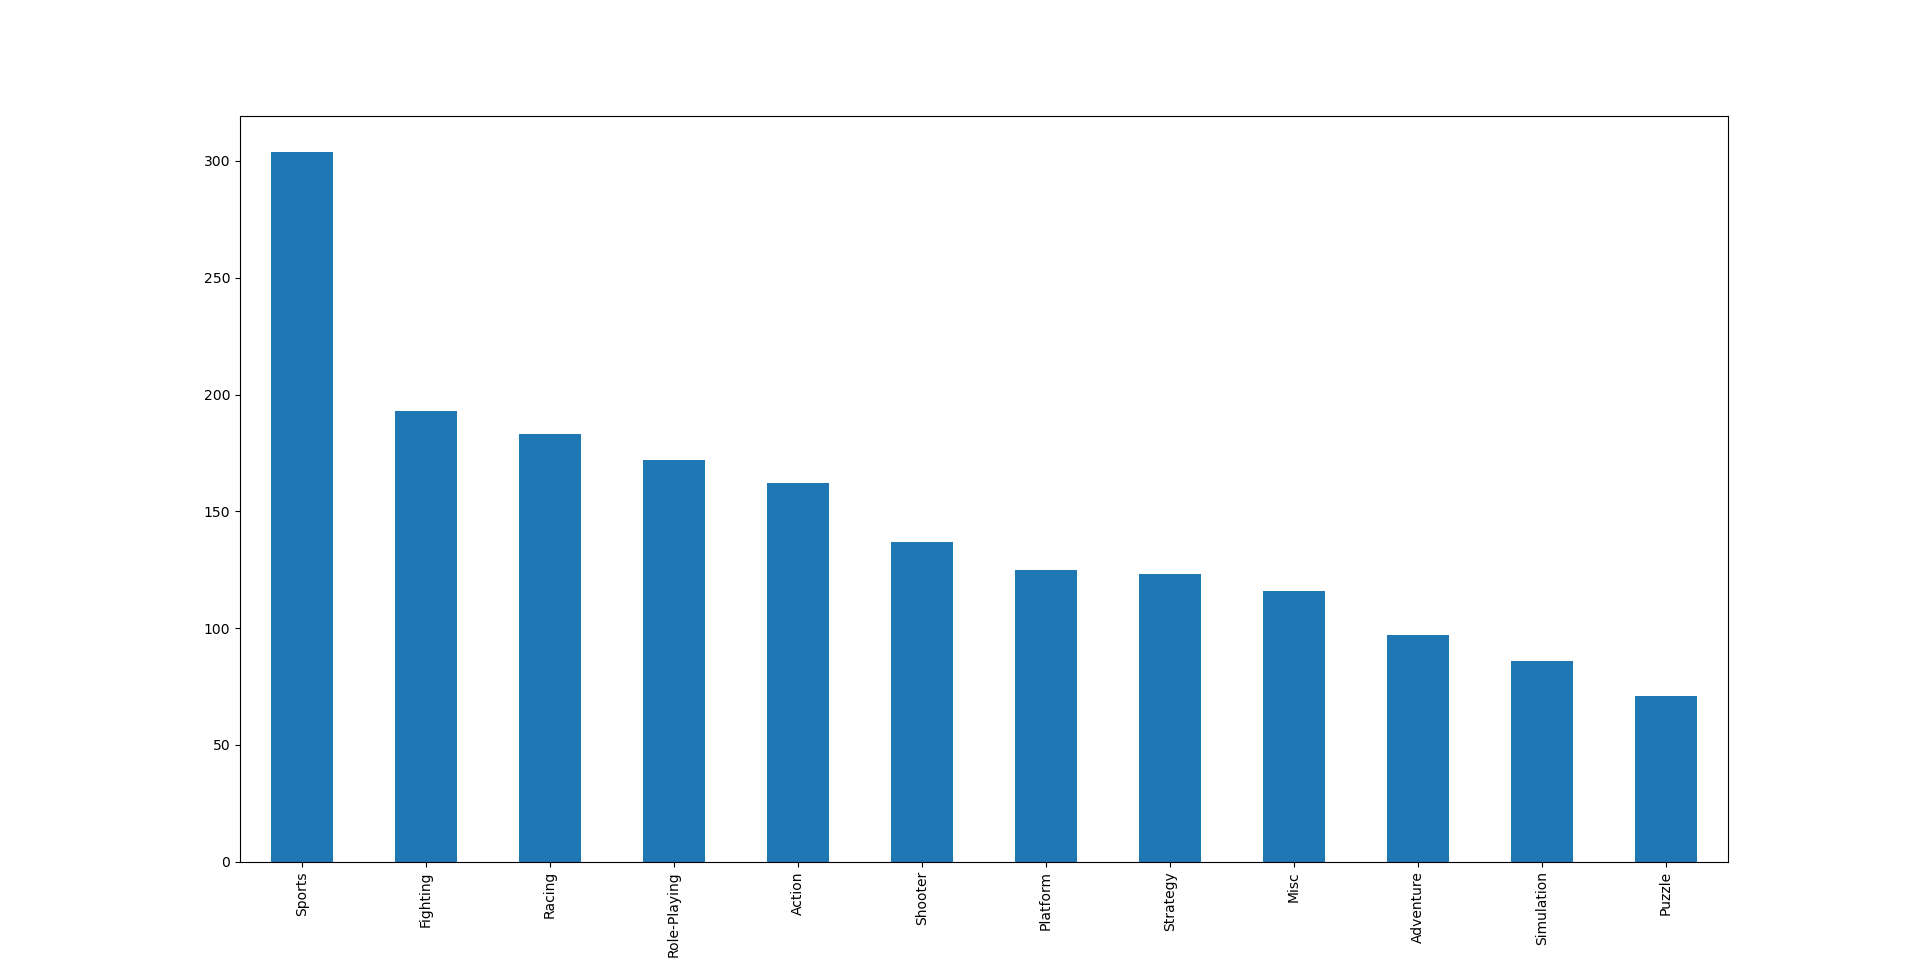 300
250
200
150
100
50
0
Sports
Fighting
Racing
Role-Playing
Action
Shooter
Platform
Strategy
Misc
Adventure
Simulation
Puzzle